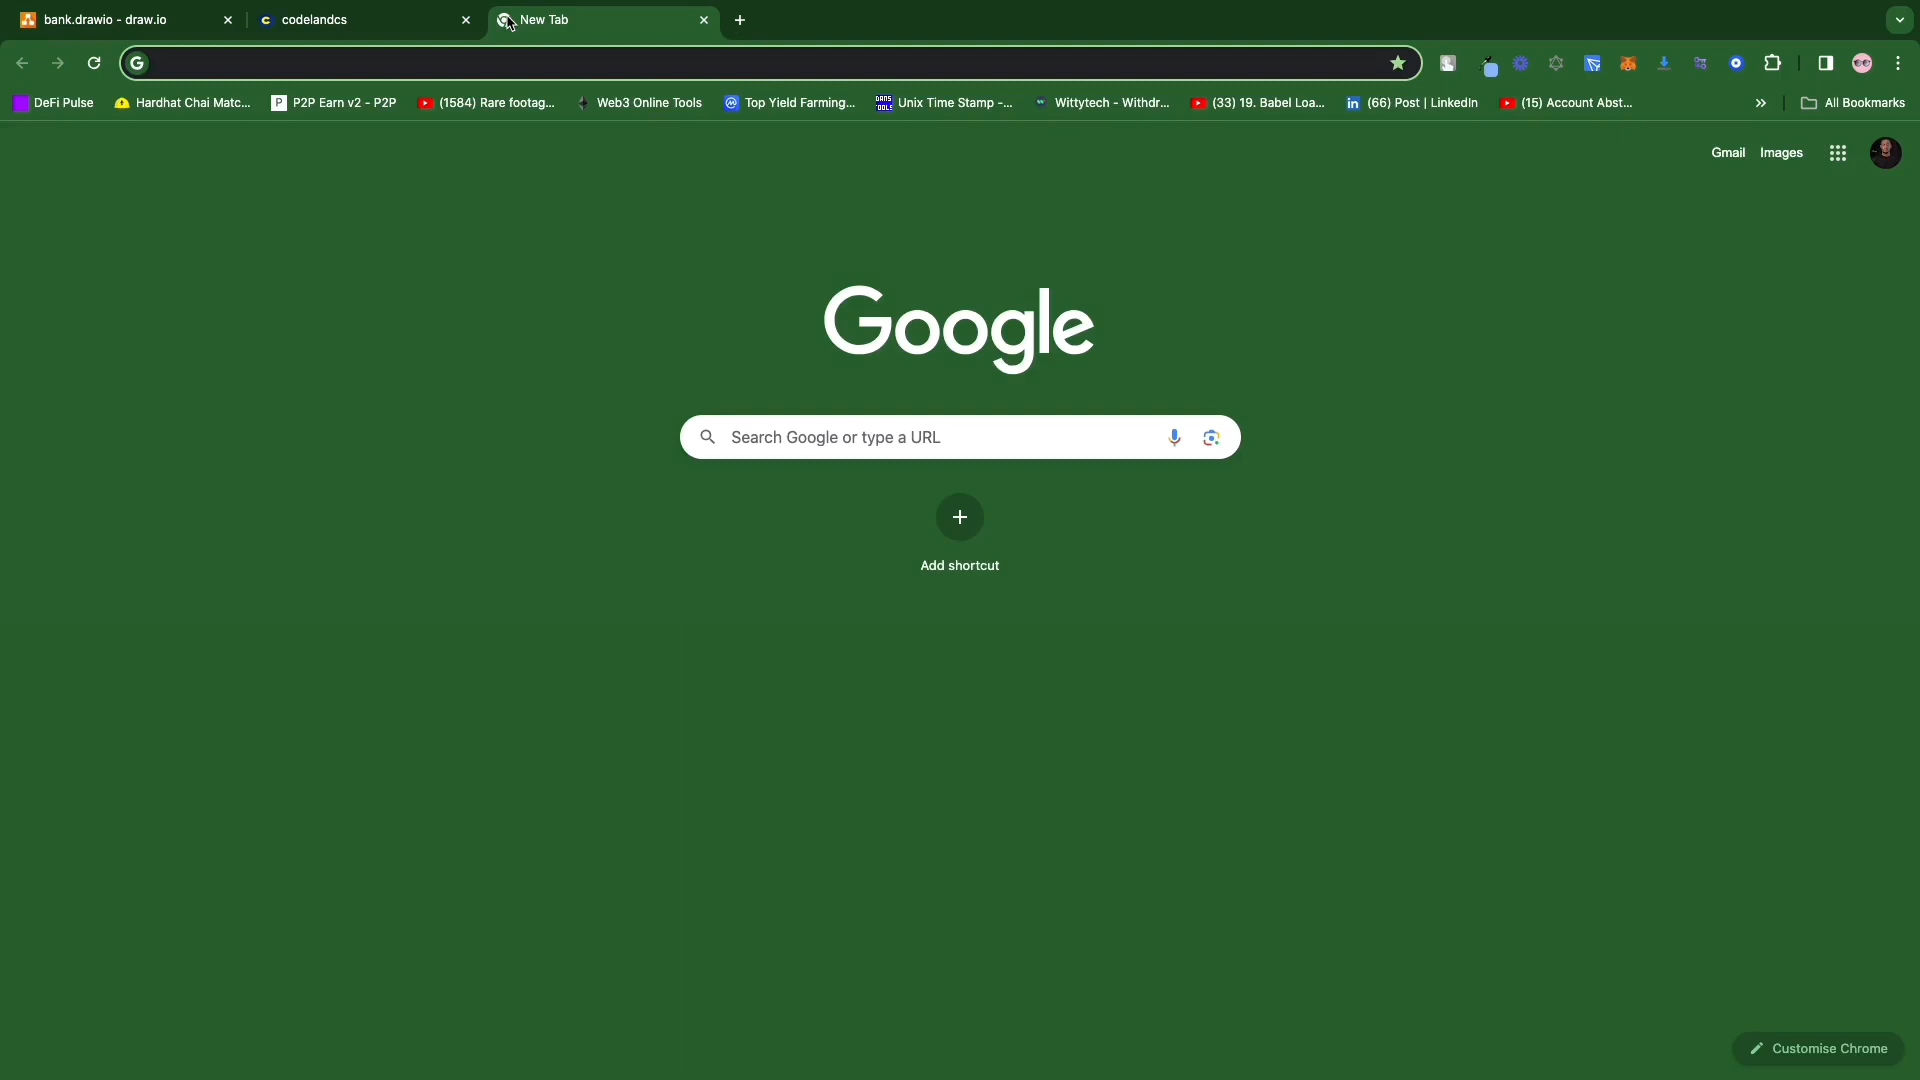 bank.drawio - draw.io
codelandcs
New Tab
DeFi Pulse
Hardhat Chai Matc...
P P2P Earn v2 - P2P
(1584) Rare footag...
Web3 Online Tools
Top Yield Farming...
Unix Time Stamp -...
Wittytech - Withdr...
(33) 19. Babel Loa...
in (66) Post | LinkedIn
(15) Account Abst...
All Bookmarks
Gmail
Images
Google
Search Google or type a URL
Add shortcut
Customise Chrome